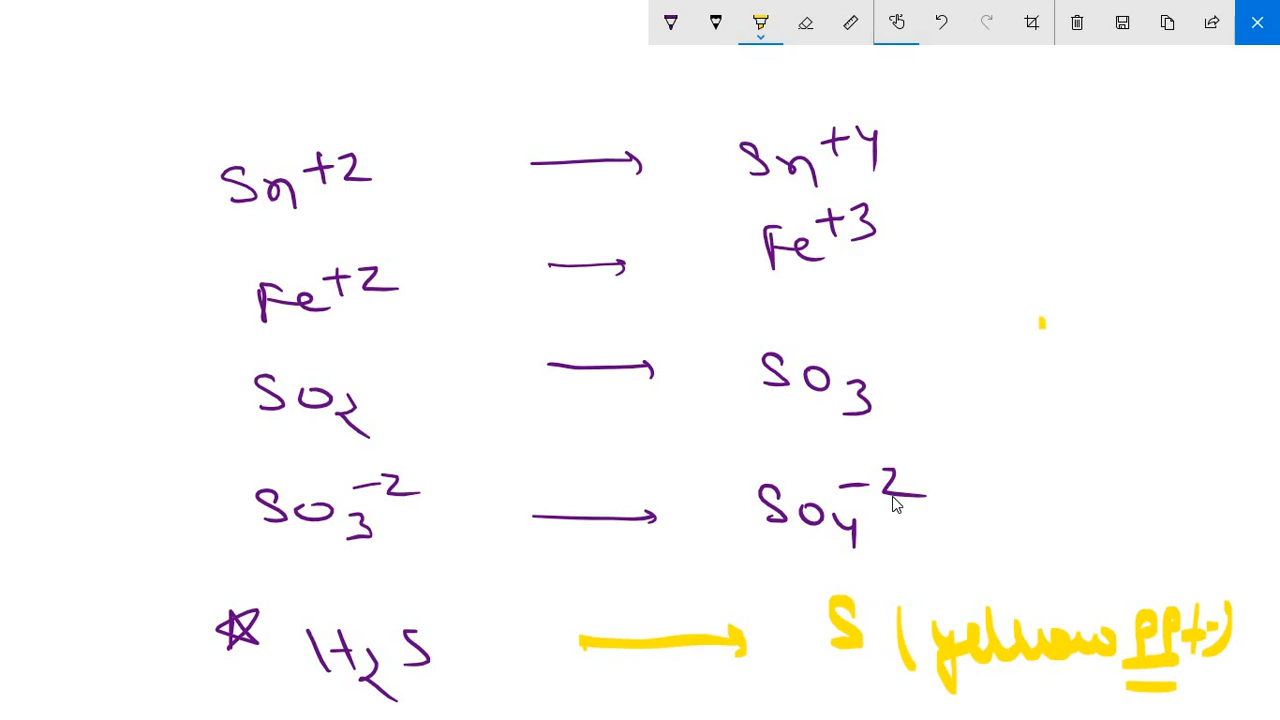 Sn+2 → Sn+4
Fe+2 → Fe+3
SO2 → SO3
SO3-2 → SO4-2
☆ H2S → S (yellow ppt.)